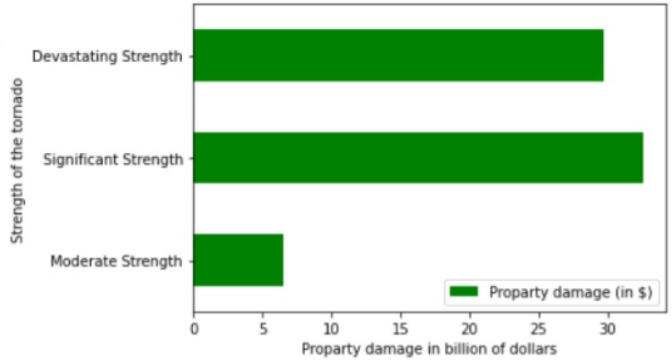 Devastating Strength
Significant Strength
Moderate Strength
Strength of the tornado
Proparty damage (in $)
0 5 10 15 20 25 30
Proparty damage in billion of dollars